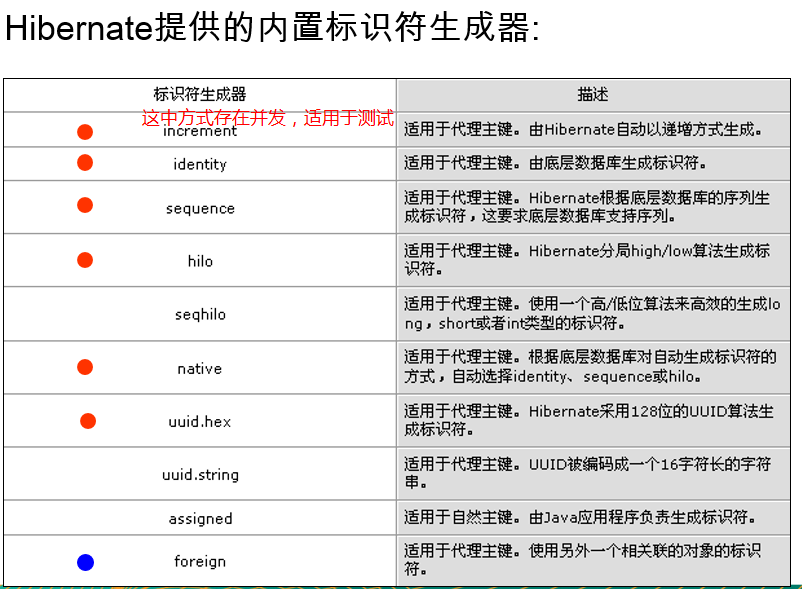 Hibernate提供的内置标识符生成器:
标识符生成器
描述
这中方式存在并发，适用于测试
increment
适用于代理主键。由Hibernate自动以递增方式生成。
identity
适用于代理主键。由底层数据库生成标识符。
sequence
适用于代理主键。Hibernate根据底层数据库的序列生
成标识符，这要求底层数据库支持序列。
hilo
适用于代理主键。Hibernate分局high/low算法生成标
识符。
seqhilo
适用于代理主键。使用一个高/低位算法来高效的生成lo
ng，short或者int类型的标识符。
native
适用于代理主键。根据底层数据库对自动生成标识符的
方式，自动选择identity、sequence或hilo。
uuid.hex
适用于代理主键。Hibernate采用128位的UUID算法生
成标识符。
uuid.string
适用于代理主键。UUID被编码成一个16字符长的字符
串。
assigned
适用于自然主键。由Java应用程序负责生成标识符。
foreign
适用于代理主键。使用另外一个相关联的对象的标识
符。